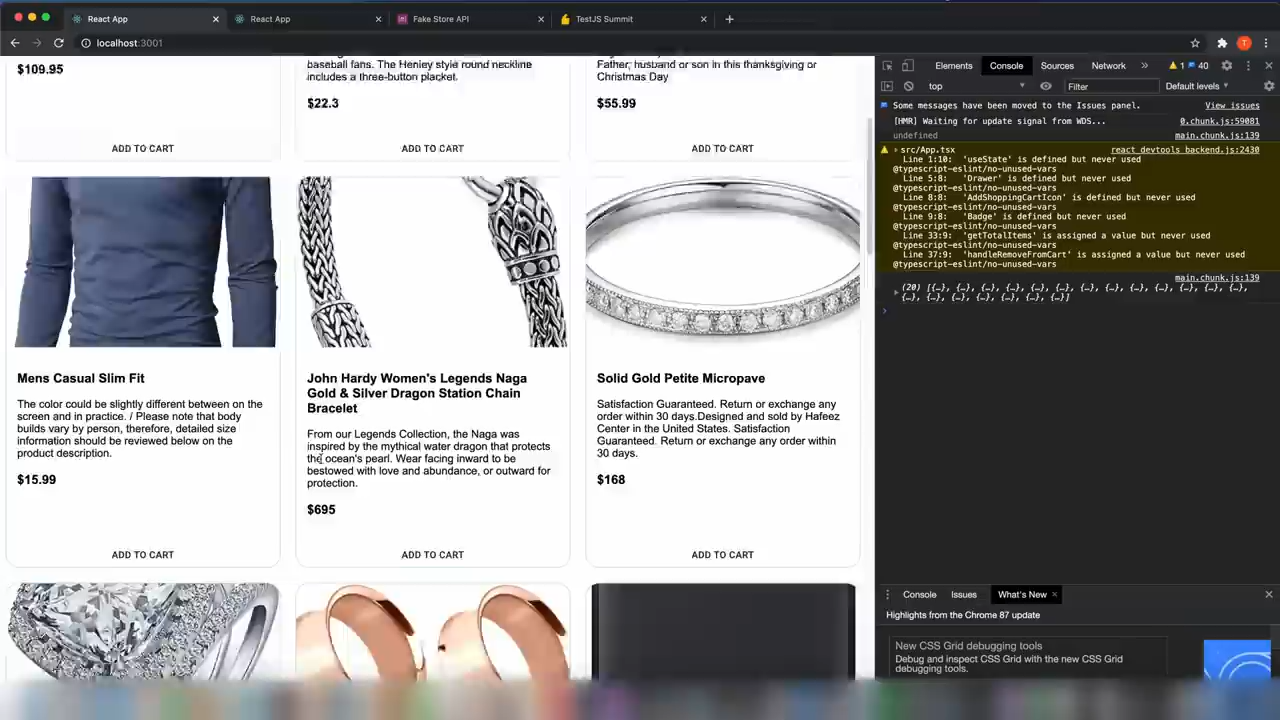 React App
React App
Fake Store API
TestJS Summit
localhost:3001
T
$109.95
baseball fans. The Henley style round neckline
includes a three-button placket.
$22.3
Father, husband or son in this thanksgiving or
Christmas Day
$55.99
ADD TO CART
ADD TO CART
ADD TO CART
Mens Casual Slim Fit
The color could be slightly different between on the
screen and in practice. / Please note that body
builds vary by person, therefore, detailed size
information should be reviewed below on the
product description.
$15.99
ADD TO CART
John Hardy Women's Legends Naga
Gold & Silver Dragon Station Chain
Bracelet
From our Legends Collection, the Naga was
inspired by the mythical water dragon that protects
the ocean's pearl. Wear facing inward to be
bestowed with love and abundance, or outward for
protection.
$695
ADD TO CART
Solid Gold Petite Micropave
Satisfaction Guaranteed. Return or exchange any
order within 30 days.Designed and sold by Hafeez
Center in the United States. Satisfaction
Guaranteed. Return or exchange any order within
30 days.
$168
ADD TO CART
Elements Console Sources Network » 1 40
top Filter Default levels
Some messages have been moved to the Issues panel. View issues
[HMR] Waiting for update signal from WDS... 0.chunk.js:59081
undefined main.chunk.js:139
src/App.tsx react devtools backend.js:2430
Line 1:10: 'useState' is defined but never used
@typescript-eslint/no-unused-vars
Line 5:8: 'Drawer' is defined but never used
@typescript-eslint/no-unused-vars
Line 8:8: 'AddShoppingCartIcon' is defined but never used
@typescript-eslint/no-unused-vars
Line 9:8: 'Badge' is defined but never used
@typescript-eslint/no-unused-vars
Line 33:9: 'getTotalItems' is assigned a value but never used
@typescript-eslint/no-unused-vars
Line 37:9: 'handleRemoveFromCart' is assigned a value but never used
@typescript-eslint/no-unused-vars
main.chunk.js:139
(20) [{…}, {…}, {…}, {…}, {…}, {…}, {…}, {…}, {…}, {…}, {…}, {…}, {…},
{…}, {…}, {…}, {…}, {…}, {…}, {…}]
Console Issues What's New
Highlights from the Chrome 87 update
New CSS Grid debugging tools
Debug and inspect CSS Grid with the new CSS Grid
debugging tools.